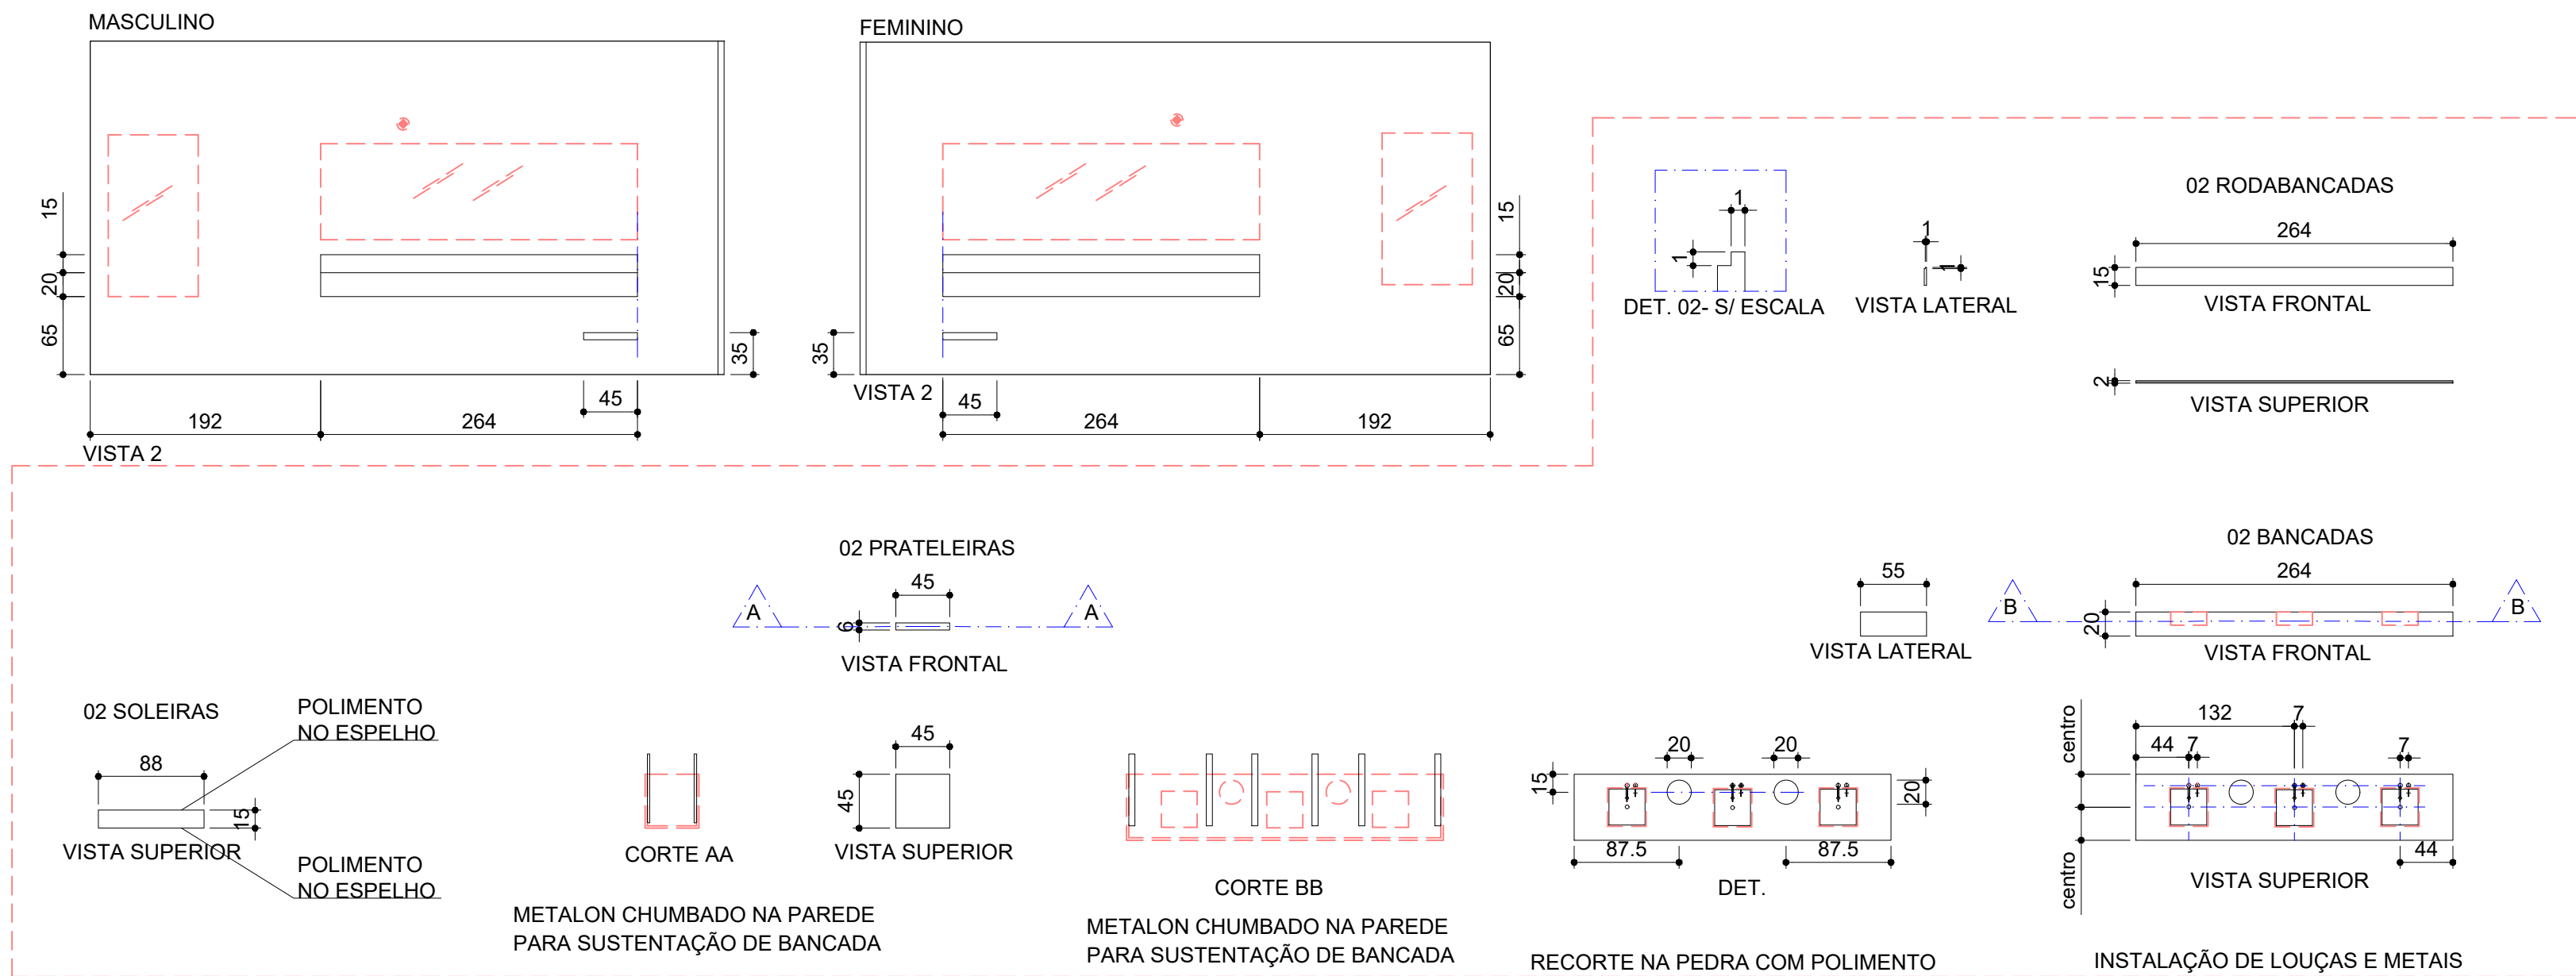 MASCULINO
15
20
65
192
264
45
35
VISTA 2
FEMININO
35
VISTA 2
45
264
192
15
20
65
1
1
DET. 02- S/ ESCALA
1
1
VISTA LATERAL
02 RODABANCADAS
264
15
VISTA FRONTAL
2
VISTA SUPERIOR
02 PRATELEIRAS
45
A
A
6
VISTA FRONTAL
02 BANCADAS
55
VISTA LATERAL
264
B
B
20
VISTA FRONTAL
02 SOLEIRAS
POLIMENTO
NO ESPELHO
88
15
VISTA SUPERIOR
POLIMENTO
NO ESPELHO
CORTE AA
METALON CHUMBADO NA PAREDE
PARA SUSTENTAÇÃO DE BANCADA
45
45
VISTA SUPERIOR
CORTE BB
METALON CHUMBADO NA PAREDE
PARA SUSTENTAÇÃO DE BANCADA
20
20
15
20
87.5
87.5
DET.
RECORTE NA PEDRA COM POLIMENTO
centro
centro
132
7
44
7
7
44
VISTA SUPERIOR
INSTALAÇÃO DE LOUÇAS E METAIS